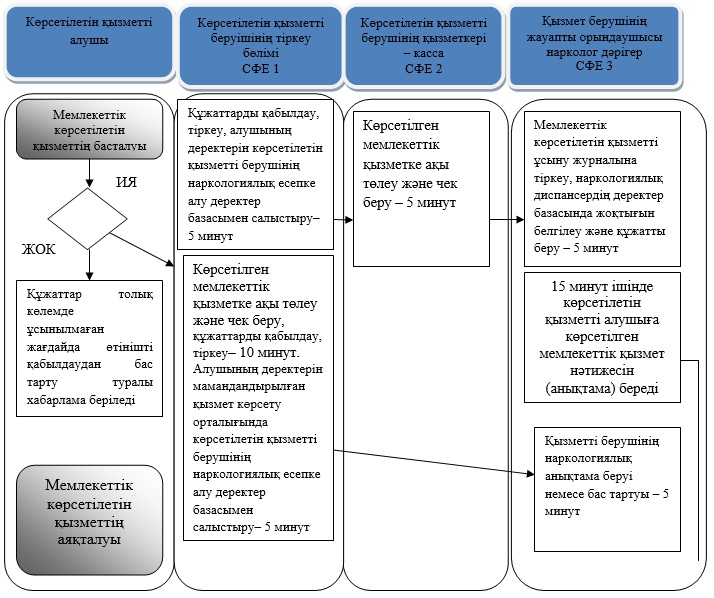 Көрсетілетін қызметті
алушы
Көрсетілетін қызметті
беруішінің тіркеу
бөлімі
СФЕ 1
Көрсетілетін қызметті
берушінің қызметкері
– касса
СФЕ 2
Қызмет берушінің
жауапты орындаушысы
нарколог дәрігер
СФЕ 3
Мемлекеттік
көрсетілетін
қызметтің басталуы
ИЯ
ЖОК
Құжаттар толық
көлемде
ұсынылмаған
жағдайда өтінішті
қабылдаудан бас
тарту туралы
хабарлама беріледі
Мемлекеттік
көрсетілетін
қызметтің
аяқталуы
Құжаттарды қабылдау,
тіркеу, алушының
деректерін көрсетілетін
қызметті берушінің
наркологиялық есепке
алу деректер
базасымен салыстыру–
5 минут
Көрсетілген
мемлекеттік
қызметке ақы төлеу
және чек беру,
құжаттарды қабылдау,
тіркеу– 10 минут.
Алушының деректерін
мамандандырылған
қызмет көрсету
орталығында
көрсетілетін қызметті
берушінің
наркологиялық есепке
алу деректер
базасымен
салыстыру– 5 минут
Көрсетілген
мемлекеттік
қызметке ақы
төлеу және чек
беру – 5 минут
Мемлекеттік
көрсетілетін қызметті
ұсыну журналына
тіркеу, наркологиялық
диспансердің деректер
базасында жоқтығын
белгілеу және құжатты
беру – 5 минут
15 минут ішінде
көрсетілетін
қызметті алушыға
көрсетілген
мемлекеттік қызмет
нәтижесін
(анықтама) береді
Қызметті берушінің
наркологиялық
анықтама беруі
немесе бас тартуы – 5
минут